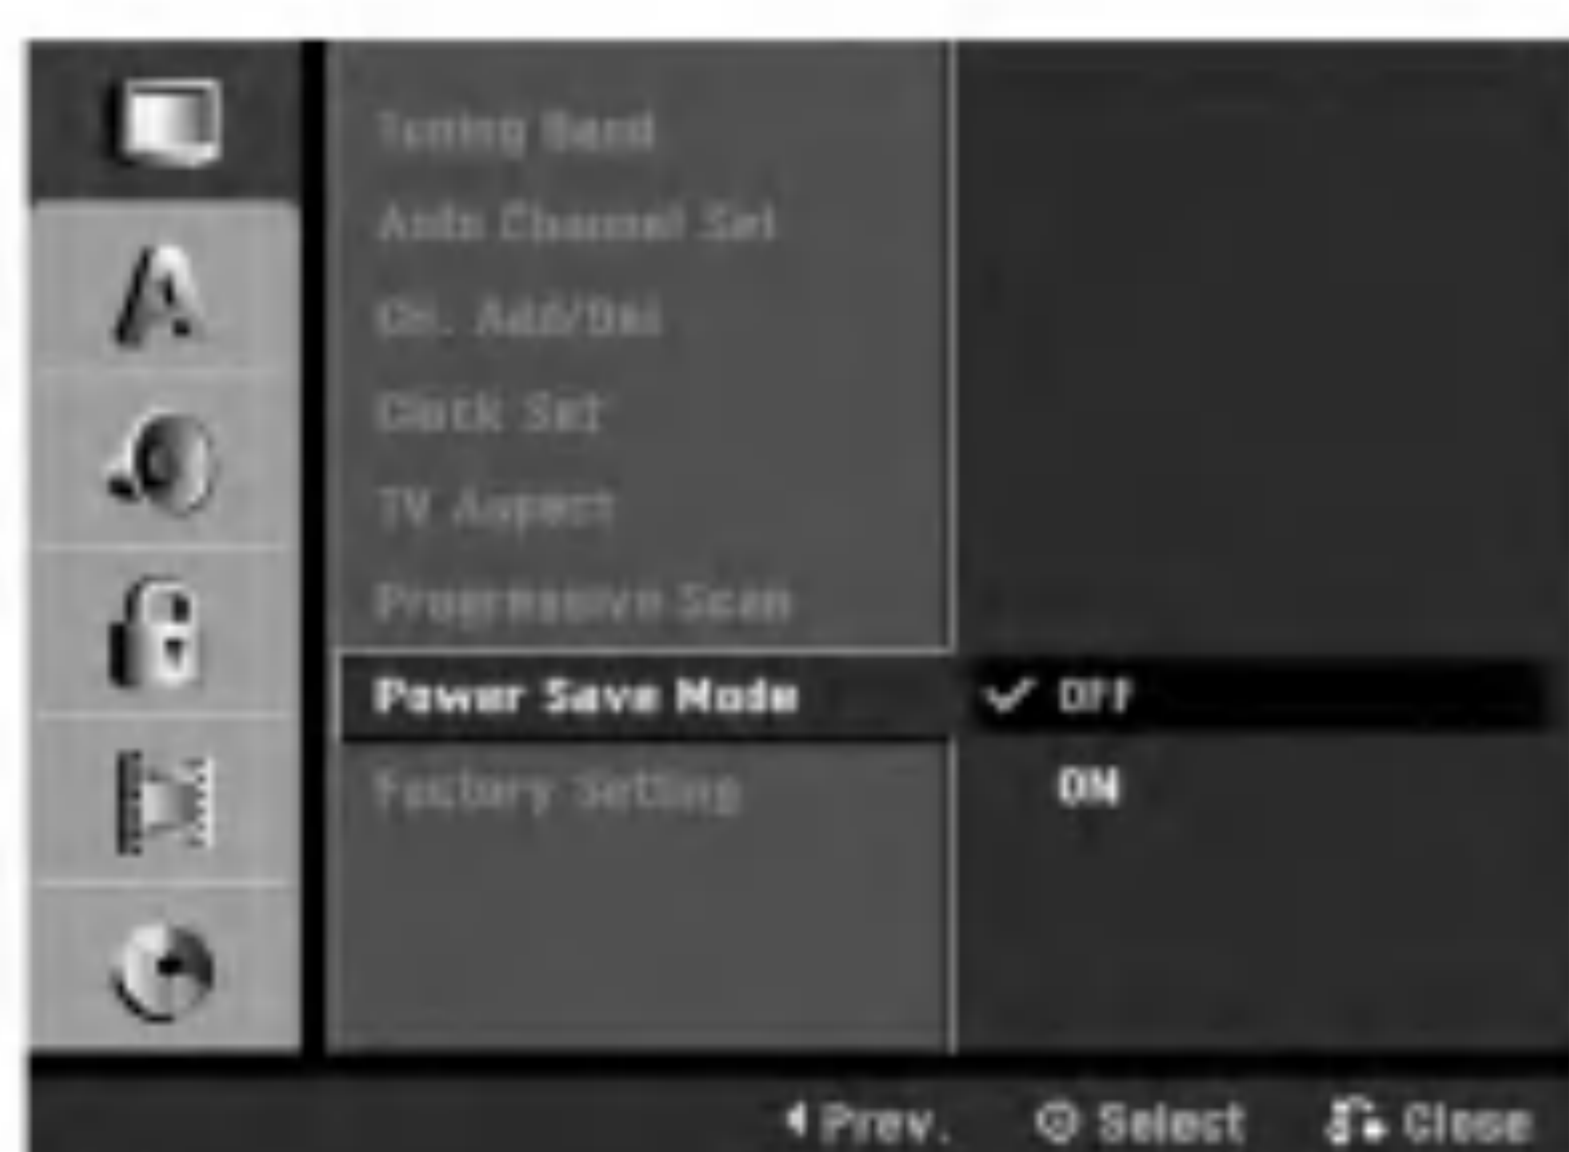 Tuning Band
Auto Channel Set
Ch. Add/Del
Clock Set
TV Aspect
Progressive Scan
Power Save Mode
OFF
ON
Factory Setting
Prev.
Select
Close